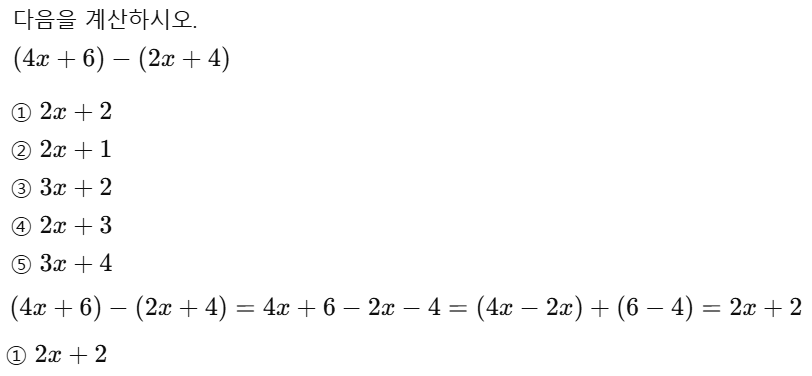 다음을 계산하시오.
(4x + 6) − (2x + 4)
① 2x + 2
② 2x + 1
③ 3x + 2
④ 2x + 3
⑤ 3x + 4
(4x + 6) − (2x + 4) = 4x + 6 − 2x − 4 = (4x − 2x) + (6 − 4) = 2x + 2
① 2x + 2